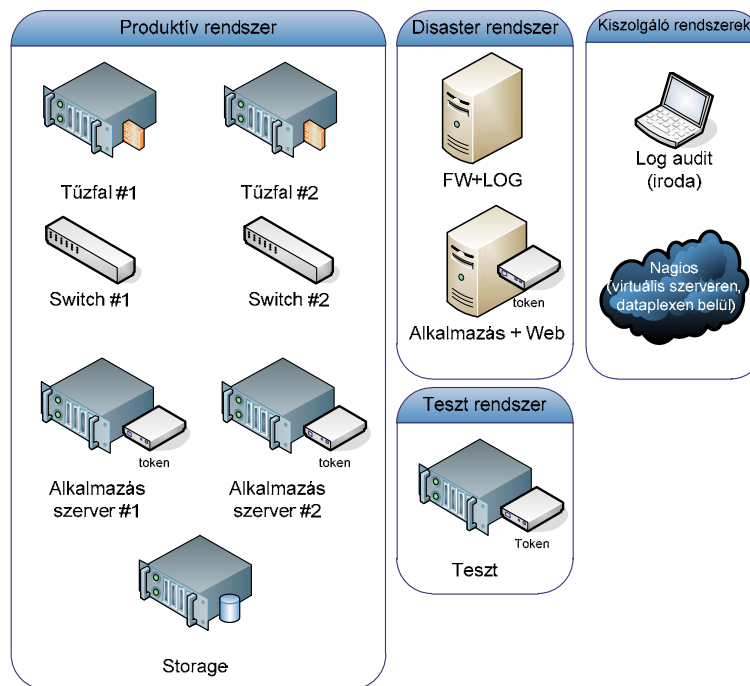 Produktív rendszer
Tűzfal #1
Tűzfal #2
Switch #1
Switch #2
token
token
Alkalmazás
szerver #1
Alkalmazás
szerver #2
Storage
Disaster rendszer
FW+LOG
token
Alkalmazás + Web
Teszt rendszer
Token
Teszt
Kiszolgáló rendszerek
Log audit
(iroda)
Nagios
(virtuális szerveren,
dataplexen belül)